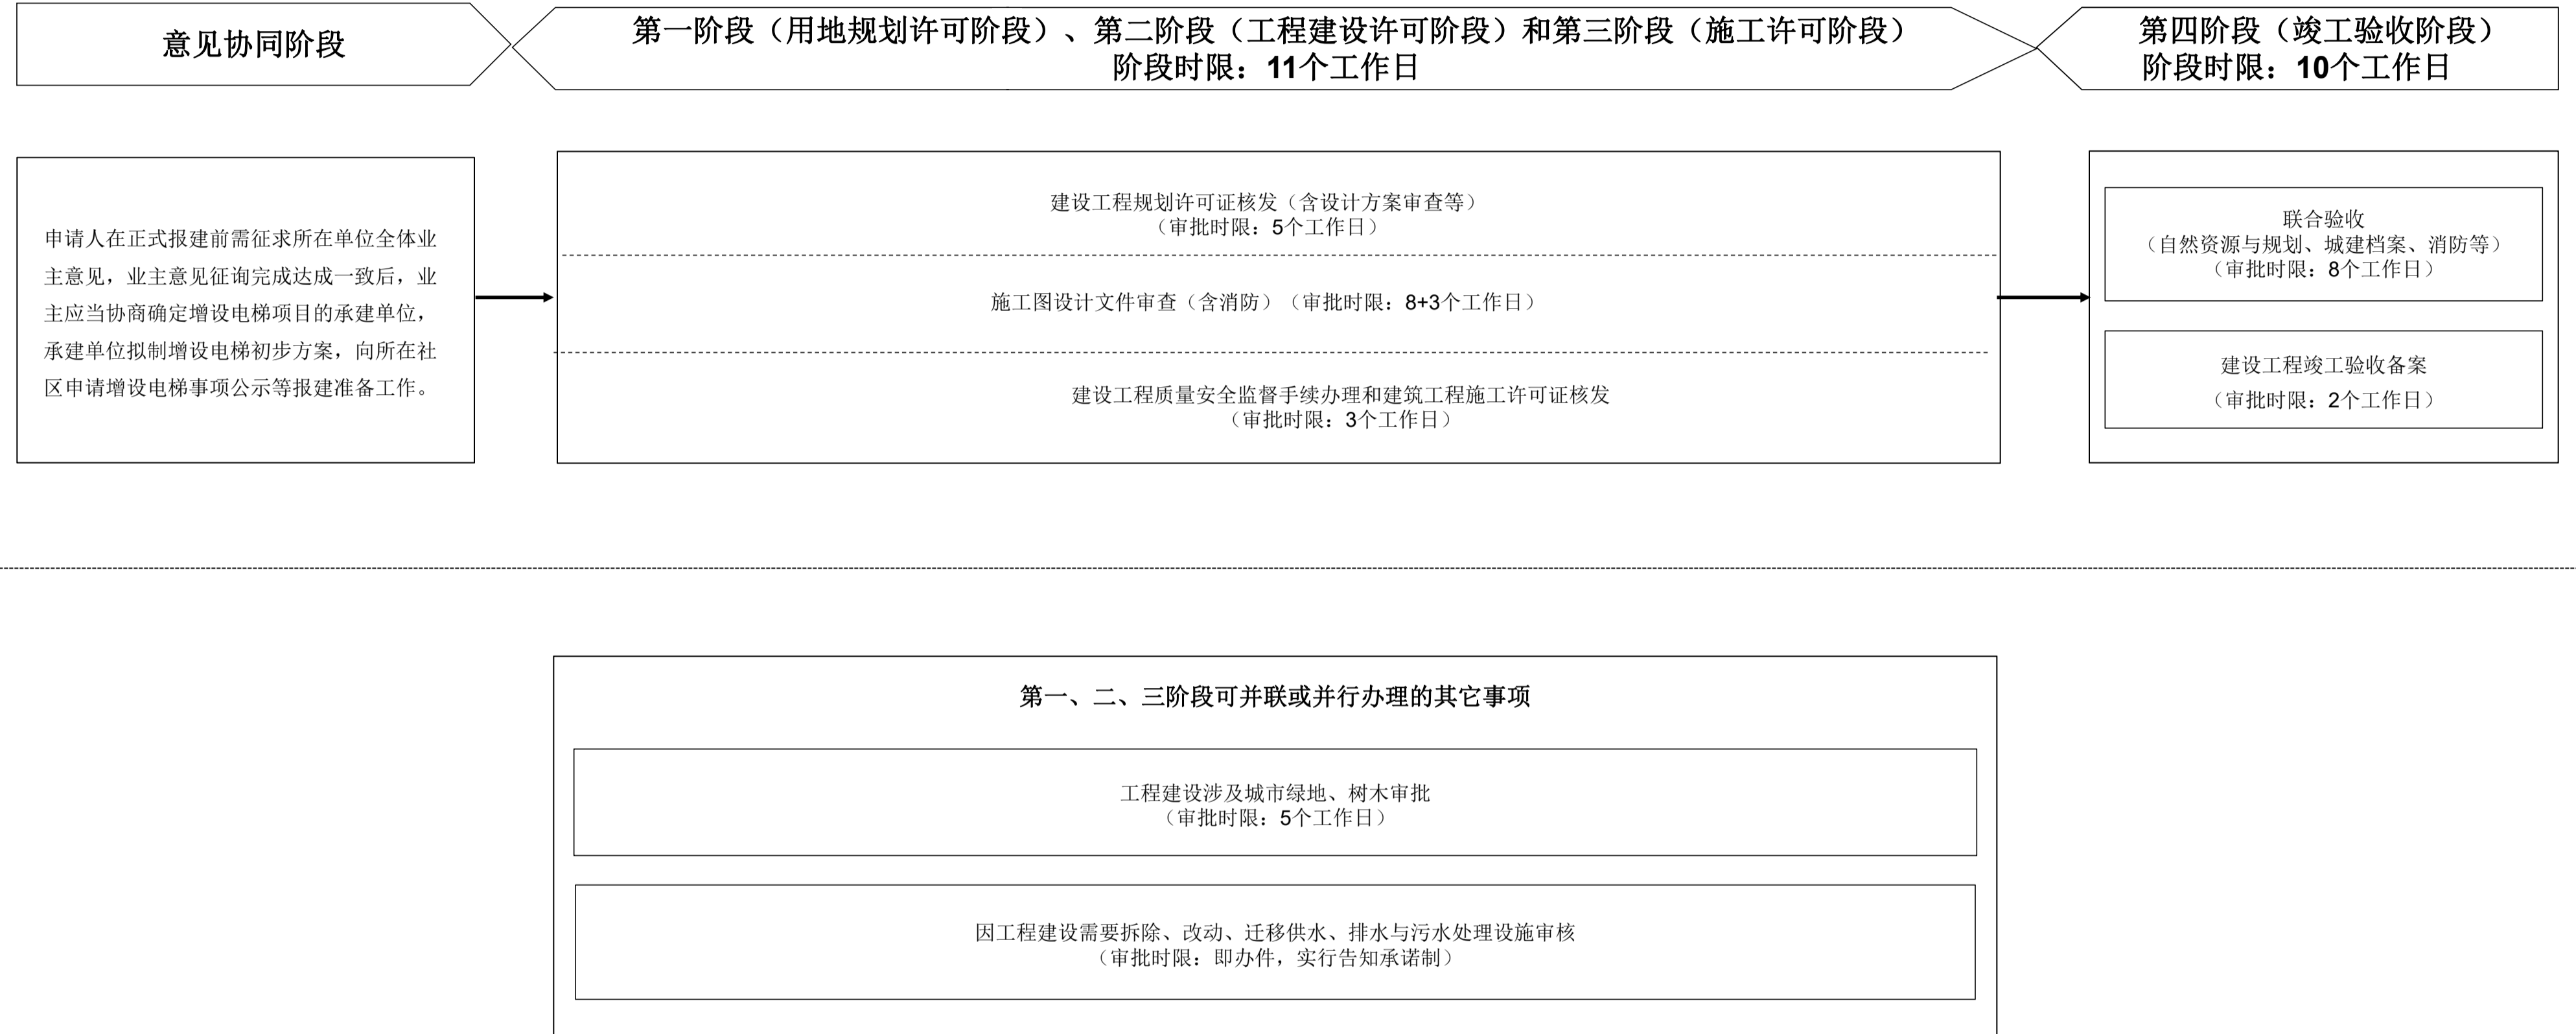 意见协同阶段
第一阶段（用地规划许可阶段）、第二阶段（工程建设许可阶段）和第三阶段（施工许可阶段）
阶段时限：11个工作日
第四阶段（竣工验收阶段）
阶段时限：10个工作日
申请人在正式报建前需征求所在单位全体业
主意见，业主意见征询完成达成一致后，业
主应当协商确定增设电梯项目的承建单位，
承建单位拟制增设电梯初步方案，向所在社
区申请增设电梯事项公示等报建准备工作。
建设工程规划许可证核发（含设计方案审查等）
（审批时限：5个工作日）
施工图设计文件审查（含消防）（审批时限：8+3个工作日）
建设工程质量安全监督手续办理和建筑工程施工许可证核发
（审批时限：3个工作日）
联合验收
（自然资源与规划、城建档案、消防等）
（审批时限：8个工作日）
建设工程竣工验收备案
（审批时限：2个工作日）
第一、二、三阶段可并联或并行办理的其它事项
工程建设涉及城市绿地、树木审批
（审批时限：5个工作日）
因工程建设需要拆除、改动、迁移供水、排水与污水处理设施审核
（审批时限：即办件，实行告知承诺制）